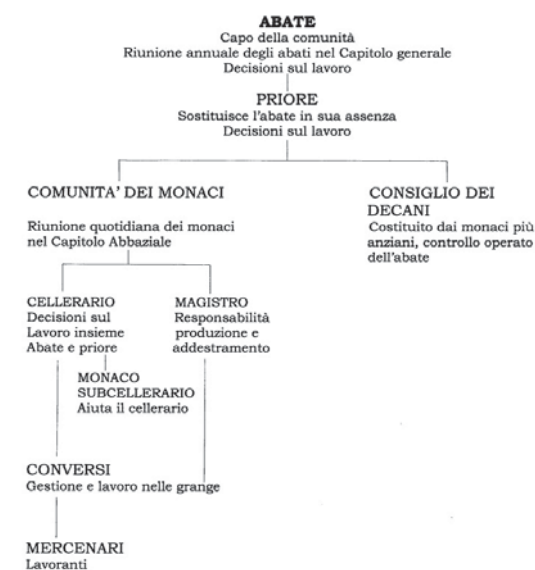 ABATE
Capo della comunità
Riunione annuale degli abati nel Capitolo generale
Decisioni sul lavoro
PRIORE
Sostituisce l'abate in sua assenza
Decisioni sul lavoro
COMUNITA' DEI MONACI
Riunione quotidiana dei monaci
nel Capitolo Abbaziale
CONSIGLIO DEI
DECANI
Costituito dai monaci più
anziani, controllo operato
dell'abate
CELLERARIO
Decisioni sul
Lavoro insieme
Abate e priore
MAGISTRO
Responsabilità
produzione e
addestramento
MONACO
SUBCELLERARIO
Aiuta il cellerario
CONVERSI
Gestione e lavoro nelle grange
MERCENARI
Lavoranti